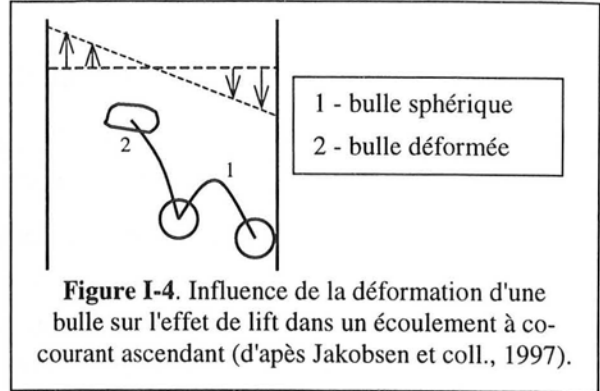 1 - bulle sphérique
2 - bulle déformée
2
1
Figure I-4. Influence de la déformation d'une
bulle sur l'effet de lift dans un écoulement à co-
courant ascendant (d'apès Jakobsen et coll., 1997).